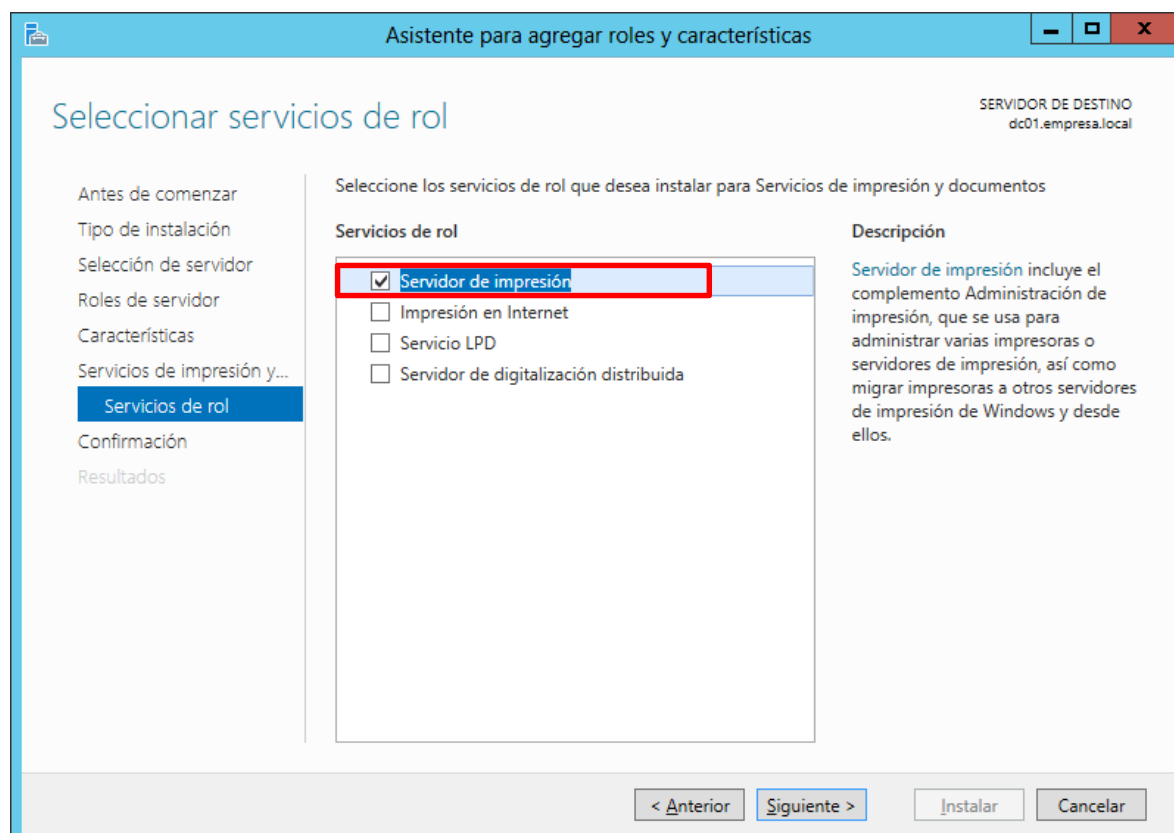 Asistente para agregar roles y características
Seleccionar servicios de rol
SERVIDOR DE DESTINO
dc01.empresa.local
Antes de comenzar
Tipo de instalación
Selección de servidor
Roles de servidor
Características
Servicios de impresión y...
Servicios de rol
Confirmación
Resultados
Seleccione los servicios de rol que desea instalar para Servicios de impresión y documentos
Servicios de rol
Servidor de impresión
Impresión en Internet
Servicio LPD
Servidor de digitalización distribuida
Descripción
Servidor de impresión incluye el
complemento Administración de
impresión, que se usa para
administrar varias impresoras o
servidores de impresión, así como
migrar impresoras a otros servidores
de impresión de Windows y desde
ellos.
< Anterior
Siguiente >
Instalar
Cancelar